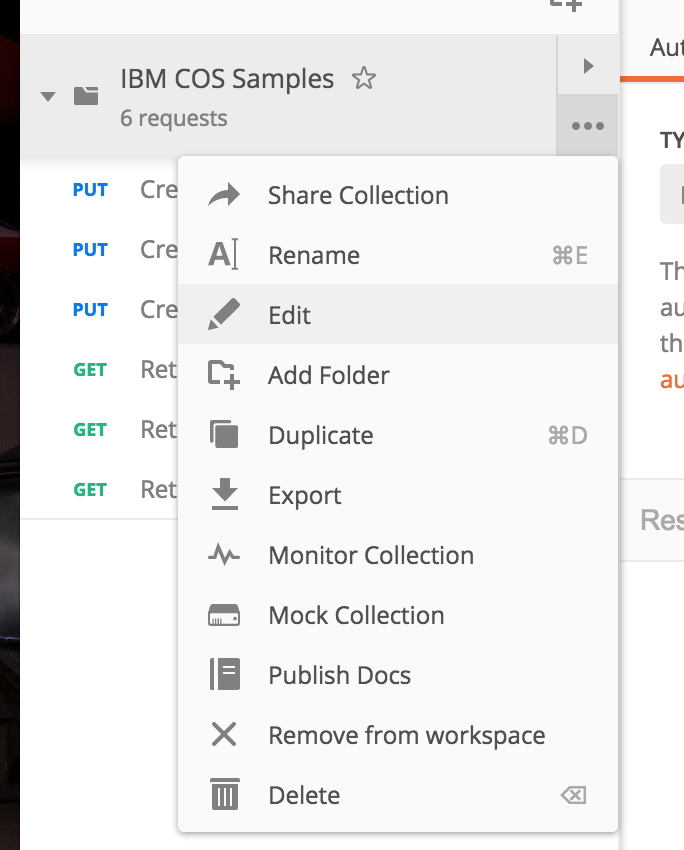 IBM COS Samples
6 requests
PUT Cre
PUT Cre
PUT Cre
GET Ret
GET Ret
GET Ret
Share Collection
Rename ⌘E
Edit
Add Folder
Duplicate ⌘D
Export
Monitor Collection
Mock Collection
Publish Docs
Remove from workspace
Delete ⌫
Aut
TY
Th
au
th
au
Res